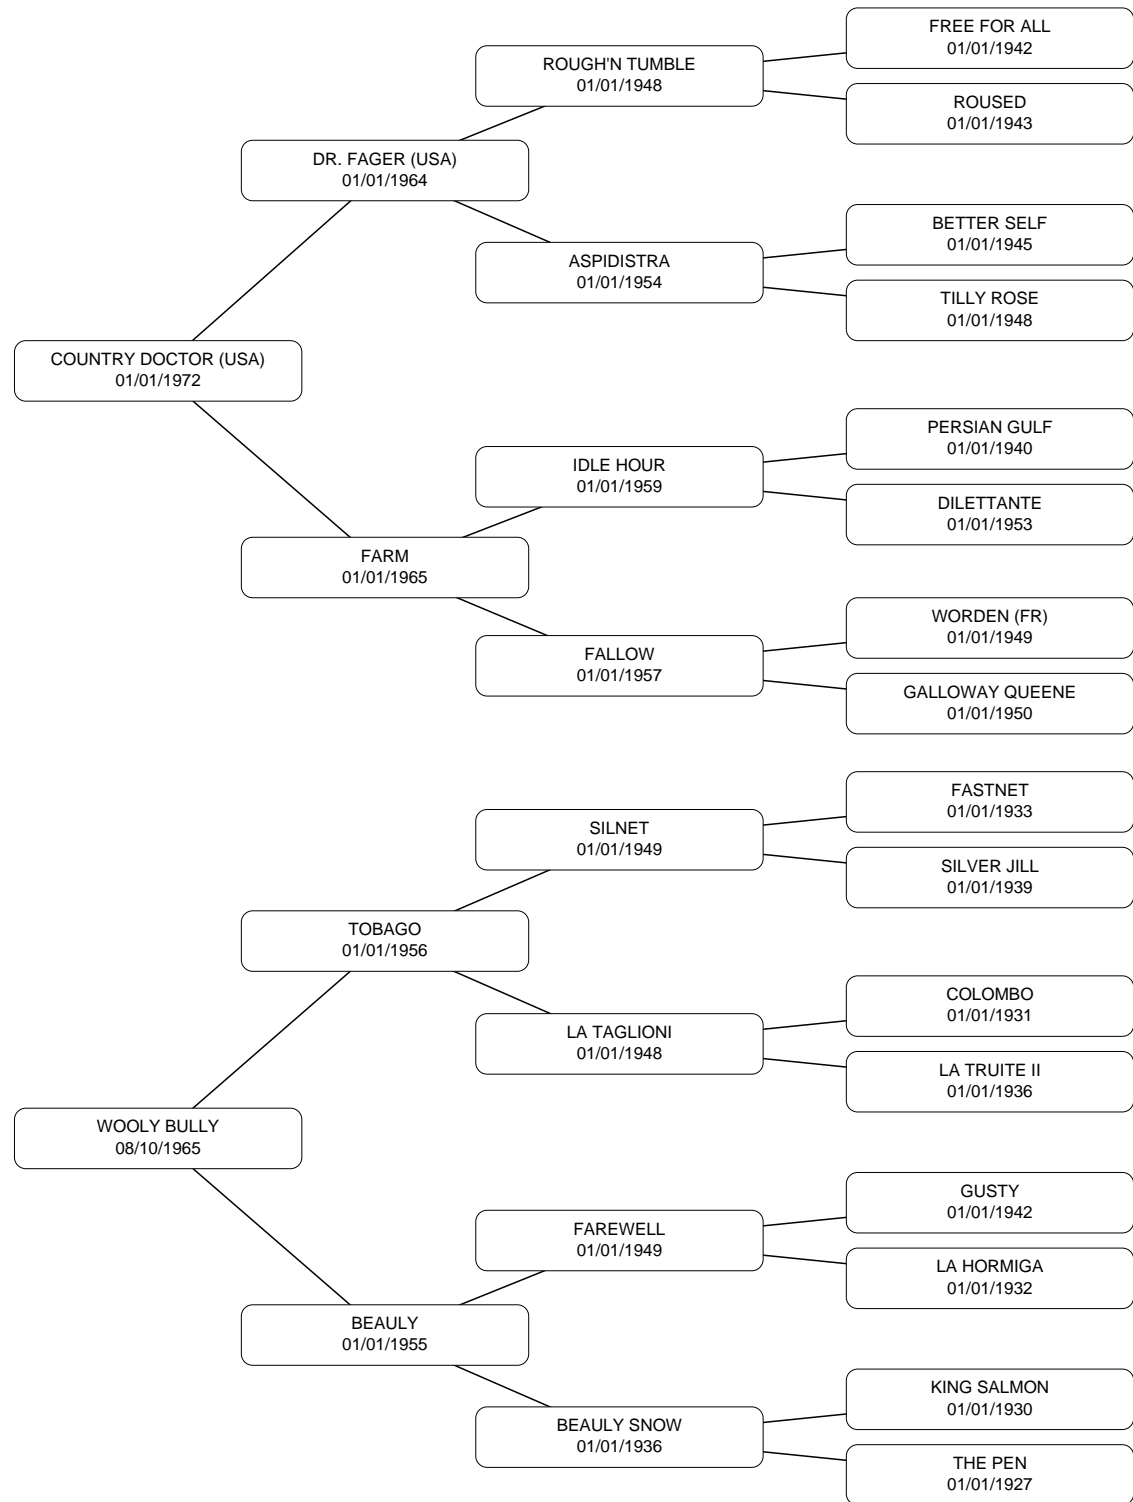 FREE FOR ALL
01/01/1942
ROUGH'N TUMBLE
01/01/1948
ROUSED
01/01/1943
DR. FAGER (USA)
01/01/1964
BETTER SELF
01/01/1945
ASPIDISTRA
01/01/1954
TILLY ROSE
01/01/1948
COUNTRY DOCTOR (USA)
01/01/1972
PERSIAN GULF
01/01/1940
IDLE HOUR
01/01/1959
DILETTANTE
01/01/1953
FARM
01/01/1965
WORDEN (FR)
01/01/1949
FALLOW
01/01/1957
GALLOWAY QUEENE
01/01/1950
FASTNET
01/01/1933
SILNET
01/01/1949
SILVER JILL
01/01/1939
TOBAGO
01/01/1956
COLOMBO
01/01/1931
LA TAGLIONI
01/01/1948
LA TRUITE II
01/01/1936
WOOLY BULLY
08/10/1965
GUSTY
01/01/1942
FAREWELL
01/01/1949
LA HORMIGA
01/01/1932
BEAULY
01/01/1955
KING SALMON
01/01/1930
BEAULY SNOW
01/01/1936
THE PEN
01/01/1927